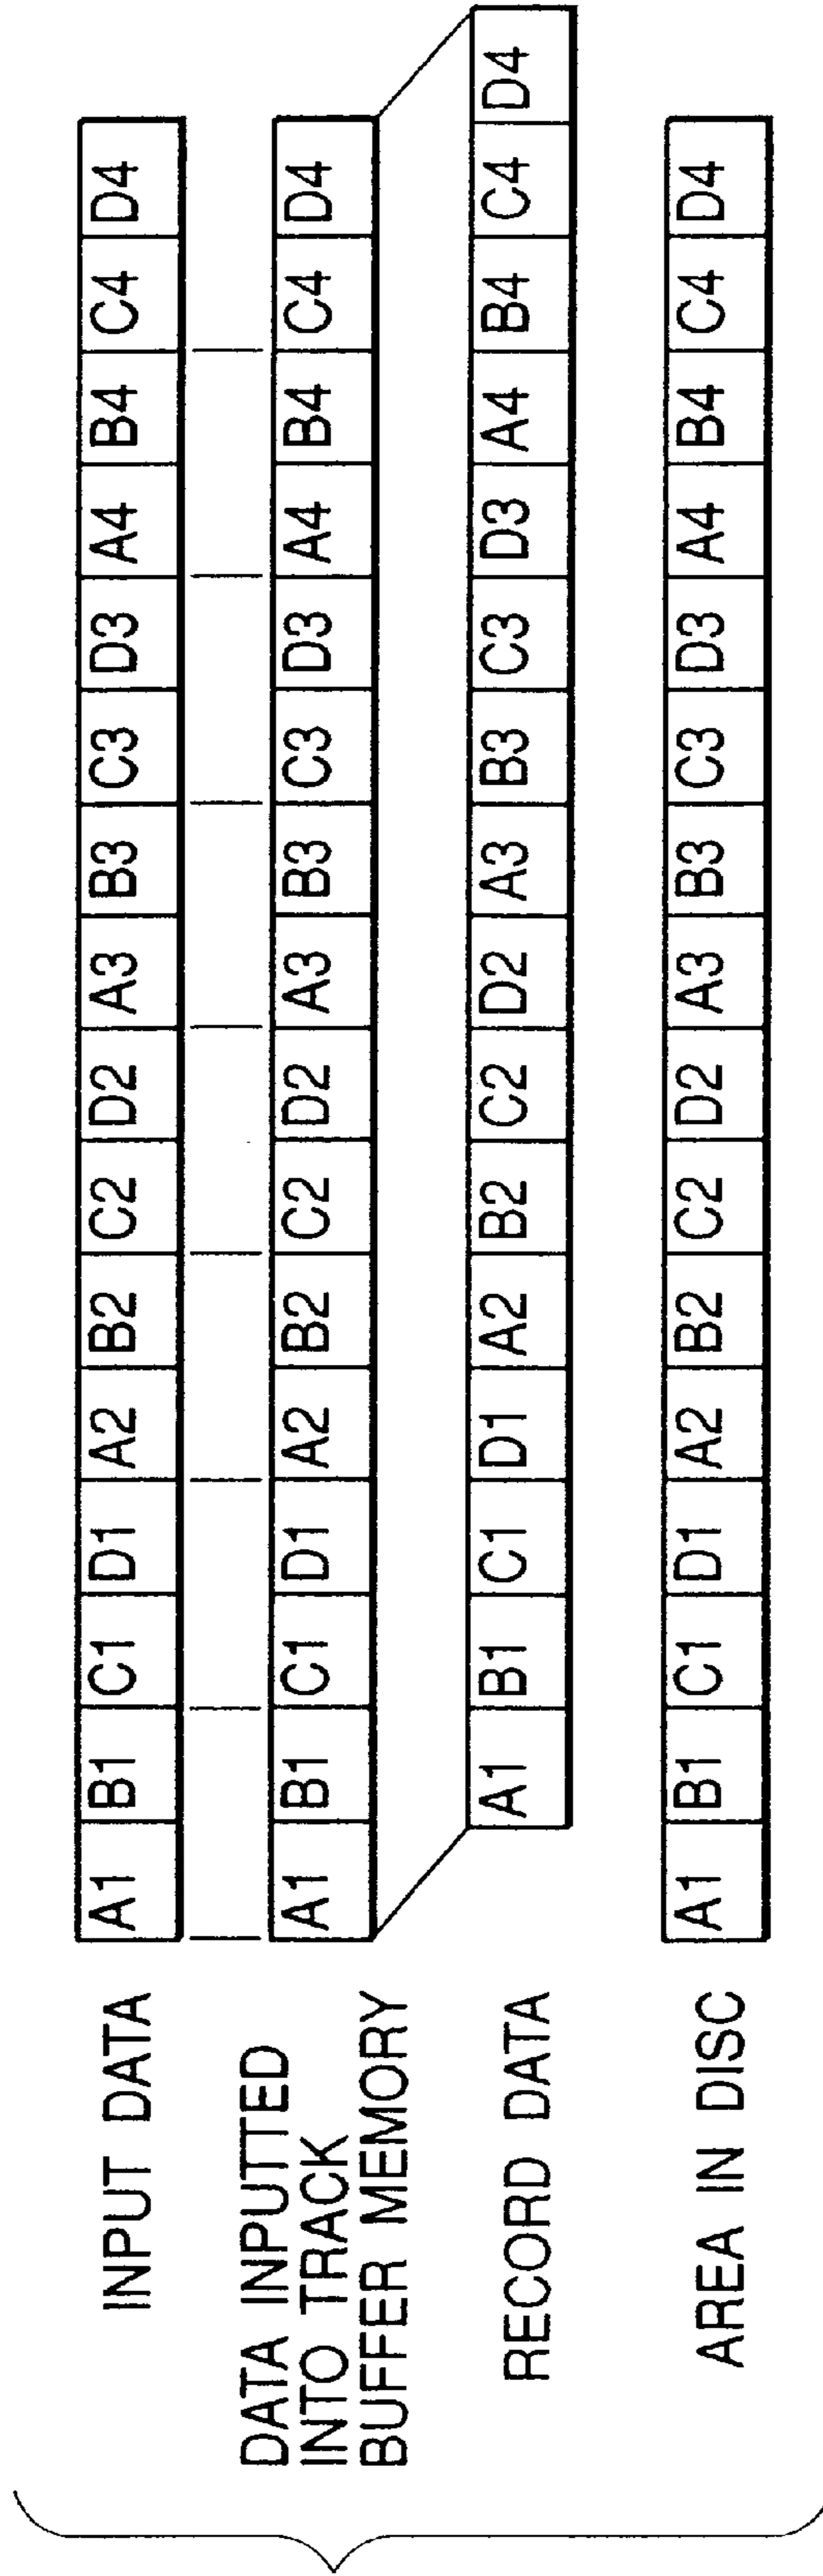 INPUT DATA
A1 B1 C1 D1 A2 B2 C2 D2 A3 B3 C3 D3 A4 B4 C4 D4
DATA INPUTTED
INTO TRACK
BUFFER MEMORY
A1 B1 C1 D1 A2 B2 C2 D2 A3 B3 C3 D3 A4 B4 C4 D4
RECORD DATA
A1 B1 C1 D1 A2 B2 C2 D2 A3 B3 C3 D3 A4 B4 C4 D4
AREA IN DISC
A1 B1 C1 D1 A2 B2 C2 D2 A3 B3 C3 D3 A4 B4 C4 D4